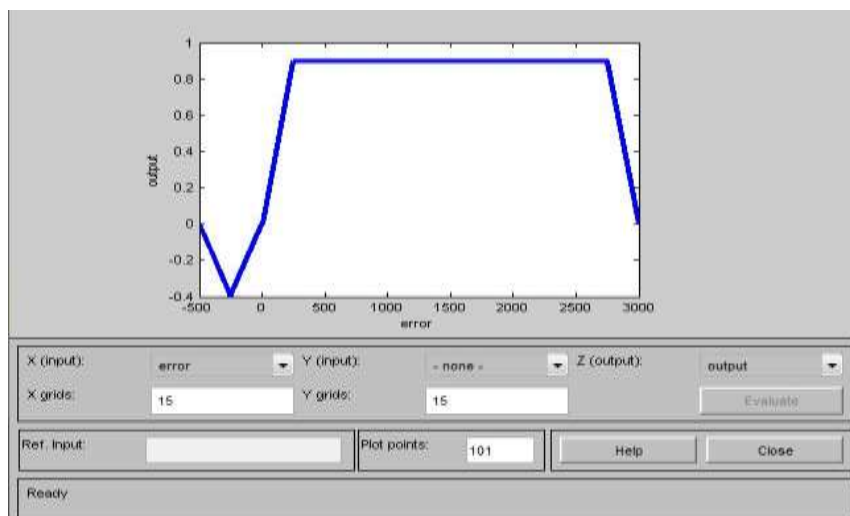 1
0.8
0.6
0.4
0.2
0
-0.2
-0.4
output
-500 0 500 1000 1500 2000 2500 3000
error
X (input): error Y (input): - none - Z (output): output
X grids: 15 Y grids: 15 Evaluate
Ref. Input: Plot points: 101 Help Close
Ready